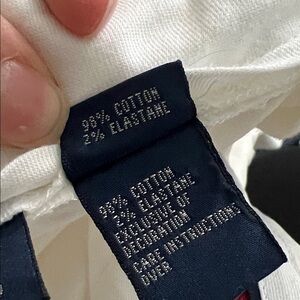 98% COTTON
2% ELASTANE
98% COTTON
2% ELASTANE
EXCLUSIVE OF
DECORATION
CARE INSTRUCTIONS
OVER